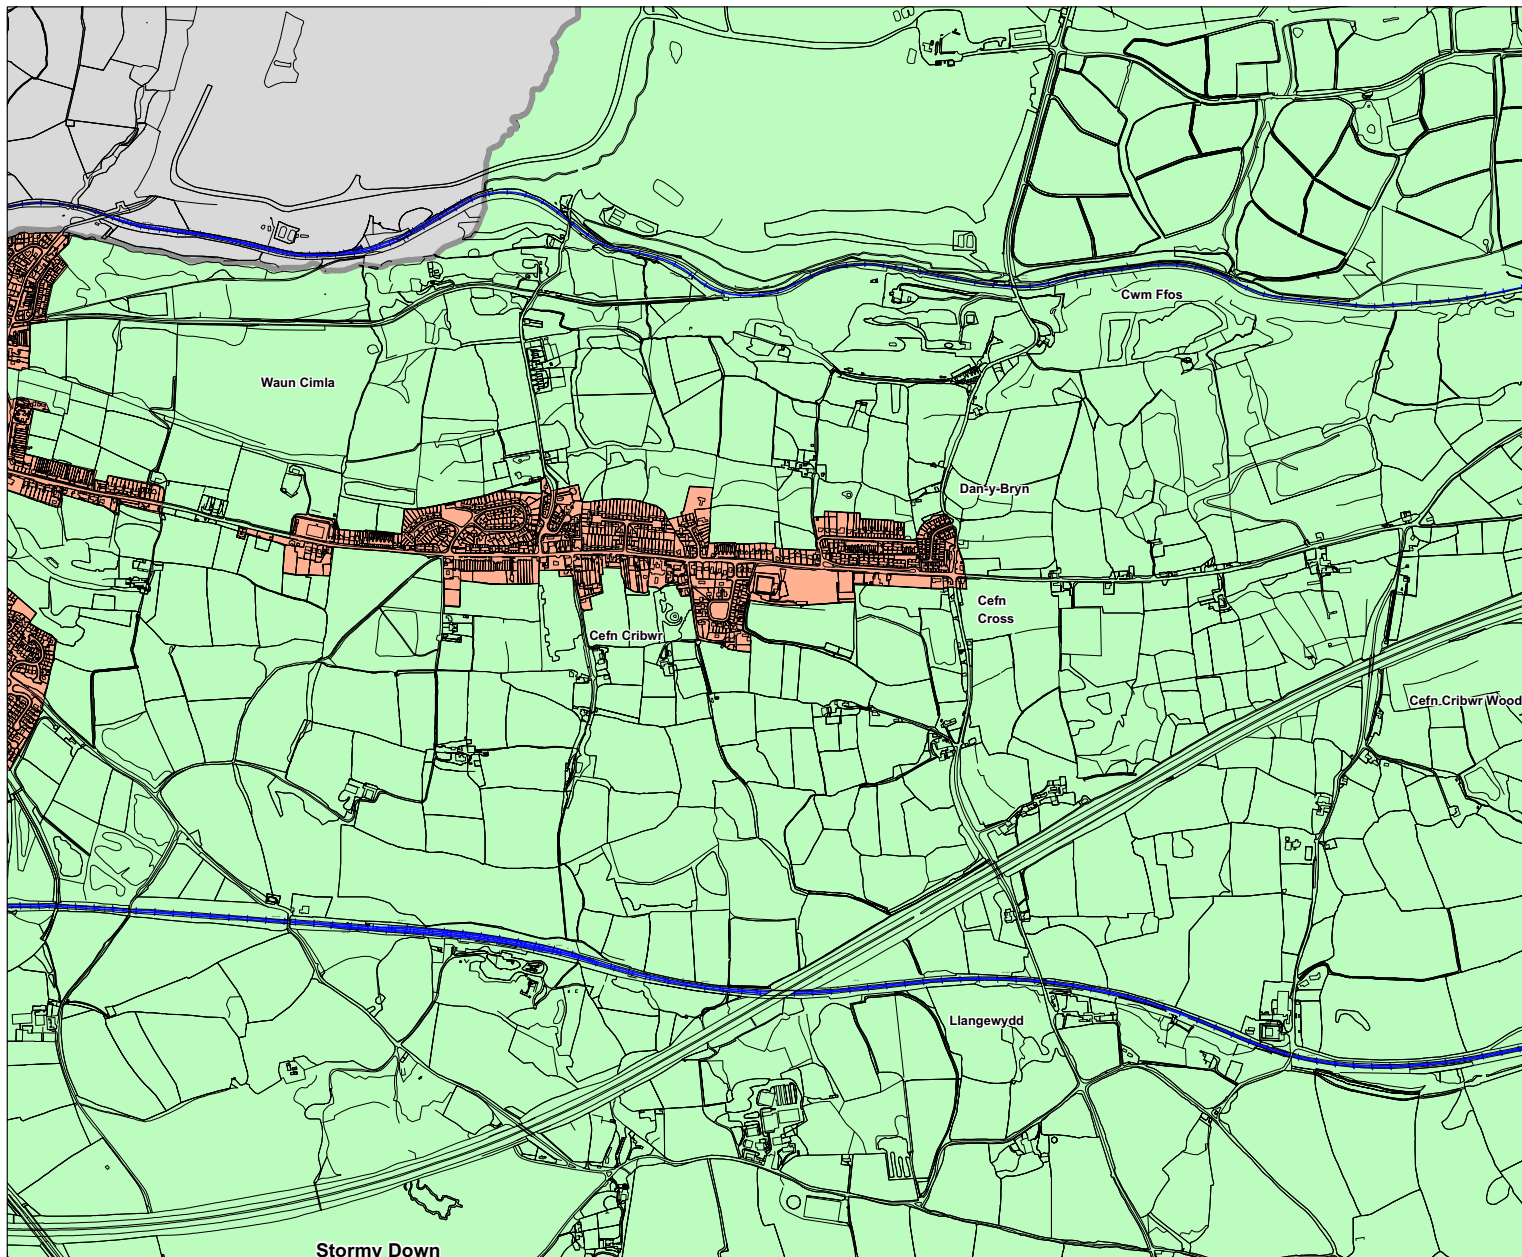 Cwm Ffos
Waun Cimla
Dan-y-Bryn
Cefn
Cross
Cefn Cribwr
Cefn Cribwr Wood
Llangewydd
Stormy Down